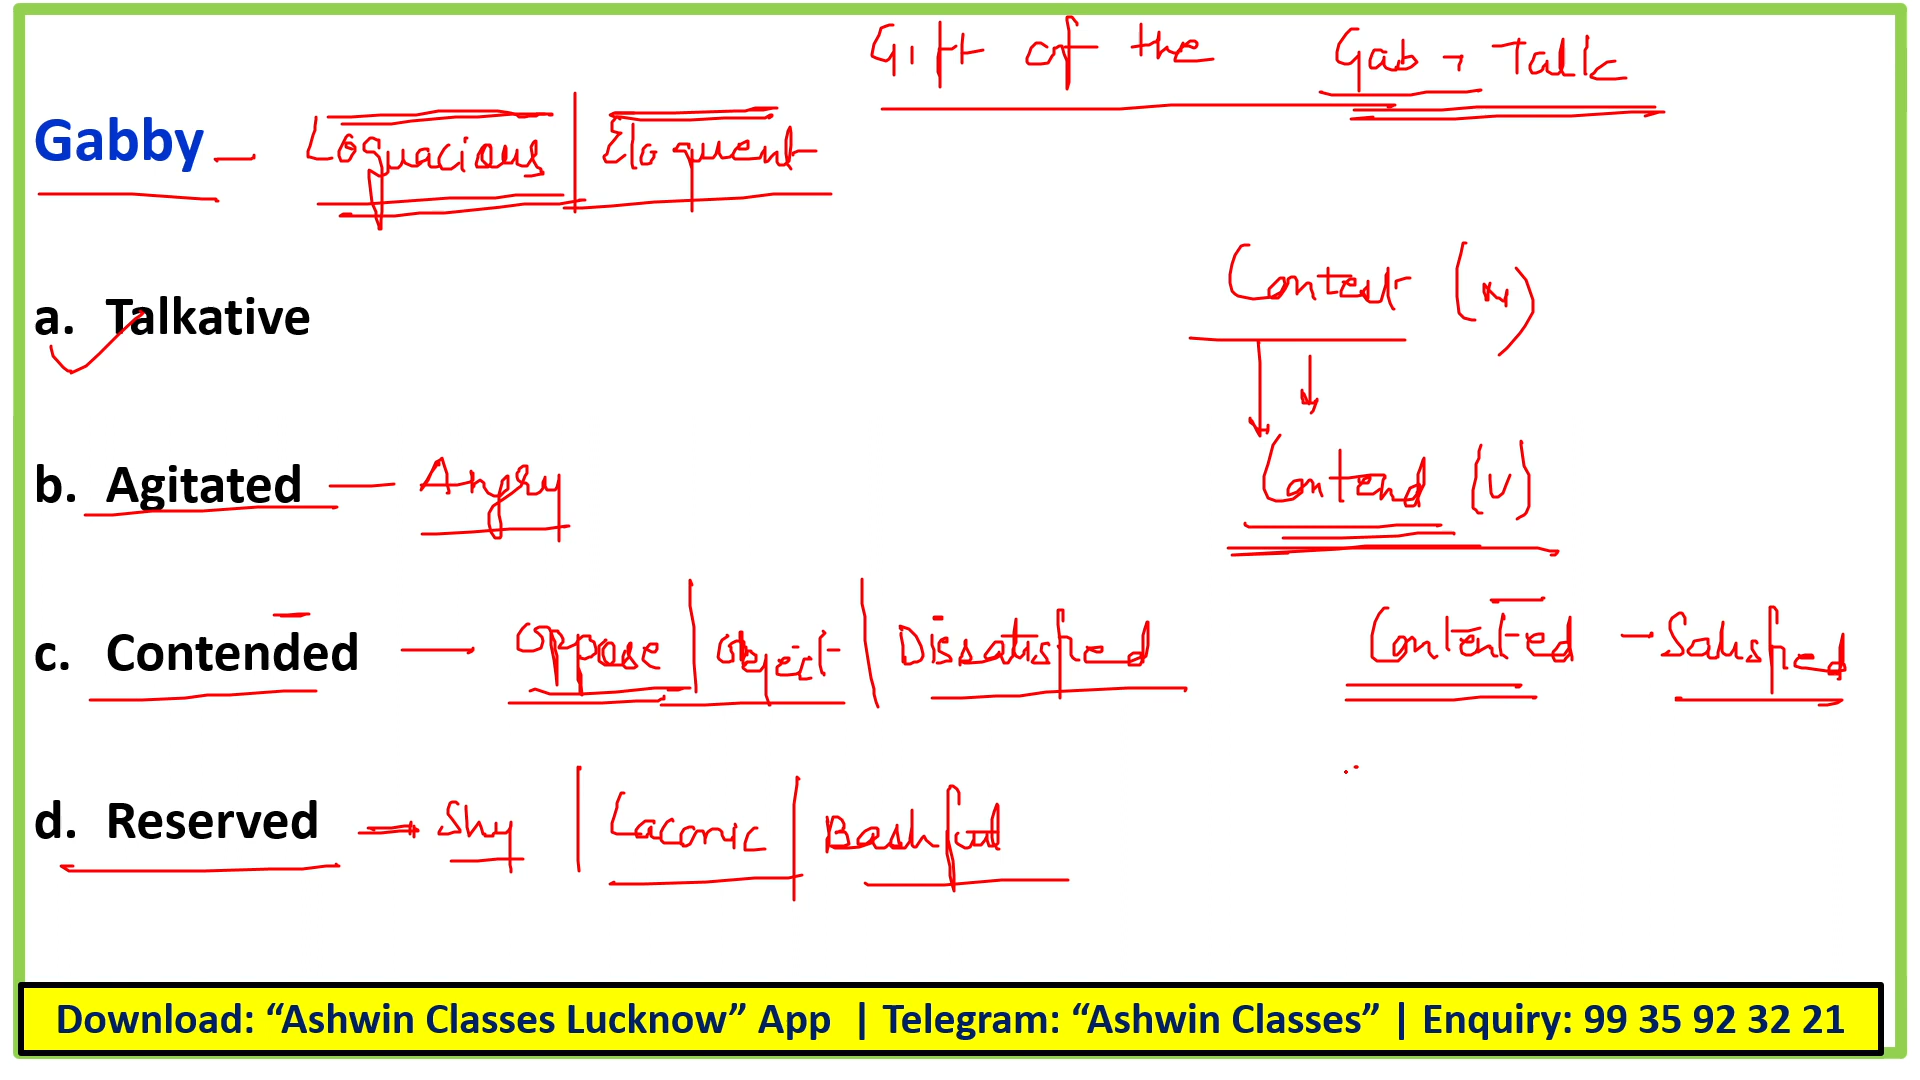 Gift of the Gab → Talk
Gabby - Loquacious | Eloquent
a. Talkative
Contest (N)
b. Agitated — Angry
Contend (V)
c. Contended — Oppose | Object | Dissatisfied
Contented - Satisfied
d. Reserved → Shy | Laconic | Bashful
Download: “Ashwin Classes Lucknow” App | Telegram: “Ashwin Classes” | Enquiry: 99 35 92 32 21